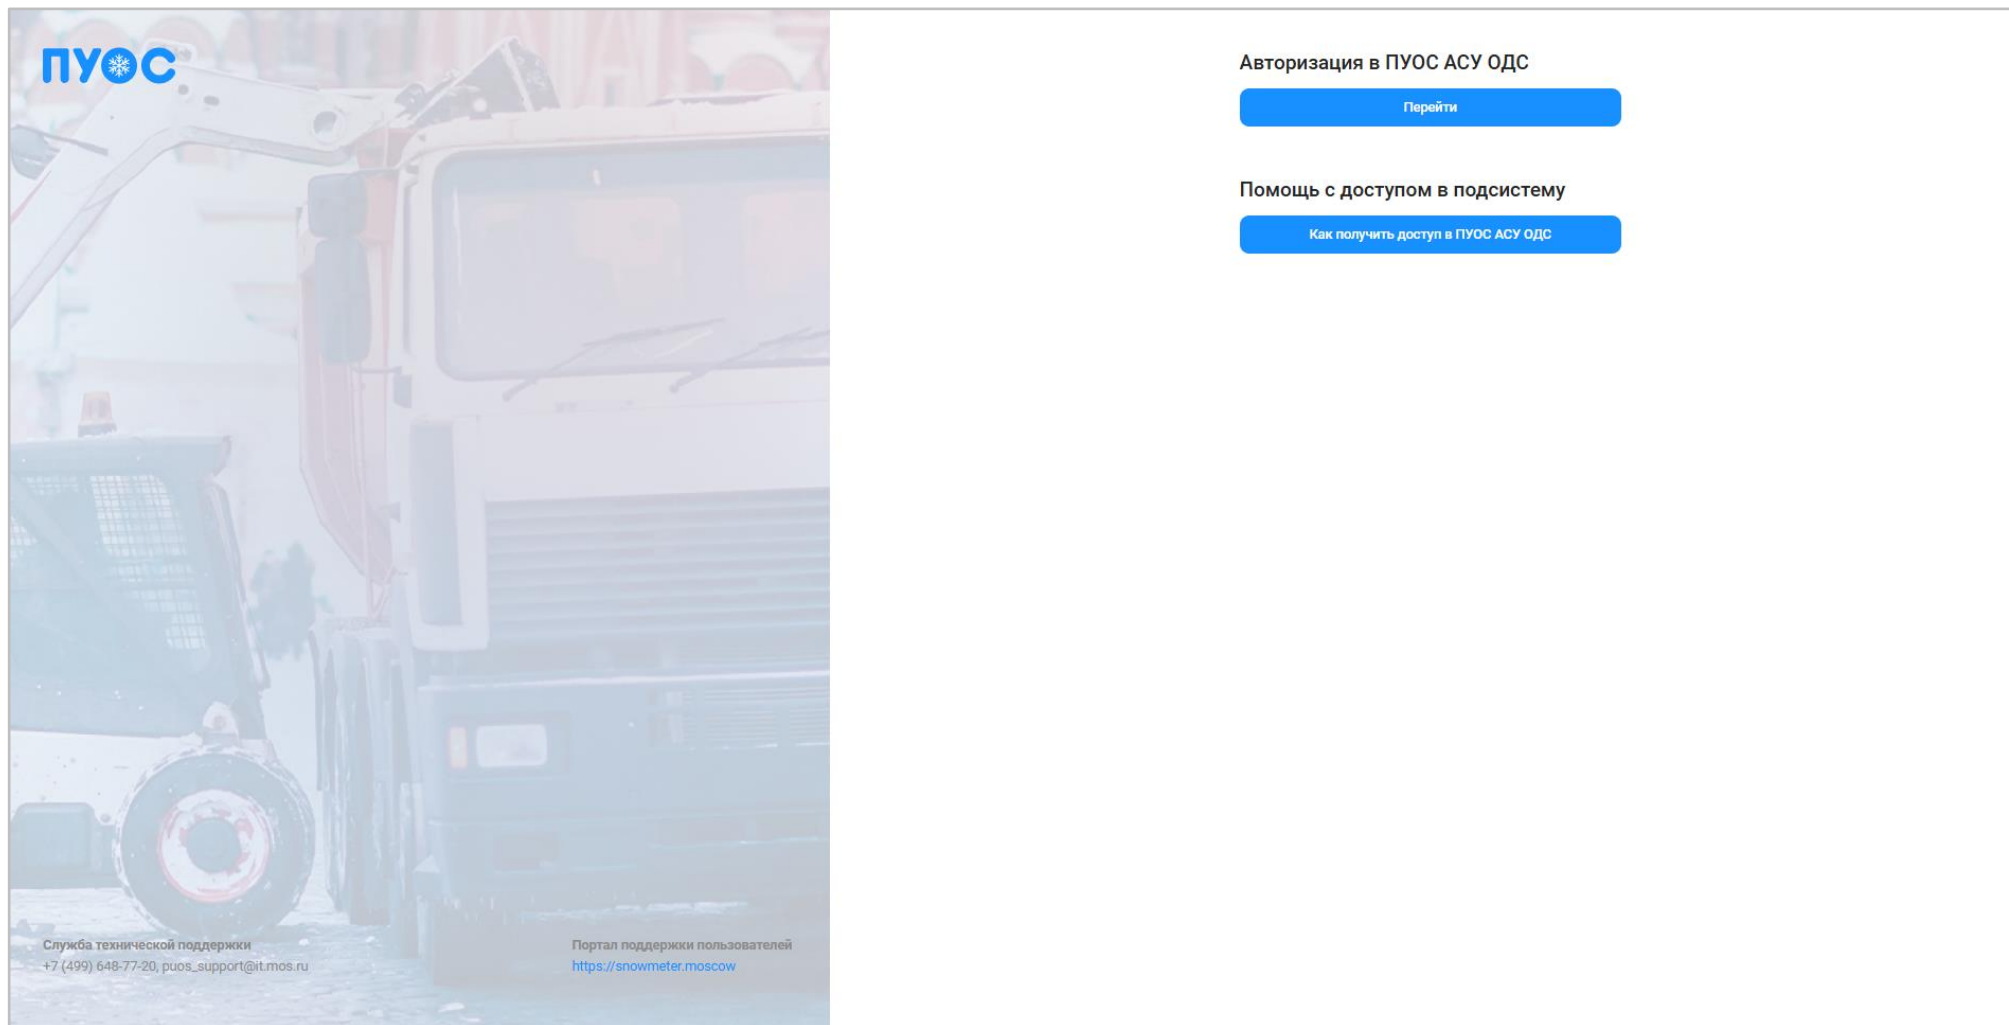 ПУОС
Авторизация в ПУОС АСУ ОДС
Перейти
Помощь с доступом в подсистему
Как получить доступ в ПУОС АСУ ОДС
Служба технической поддержки
+7 (499) 648-77-20, puos_support@it.mos.ru
Портал поддержки пользователей
https://snowmeter.moscow